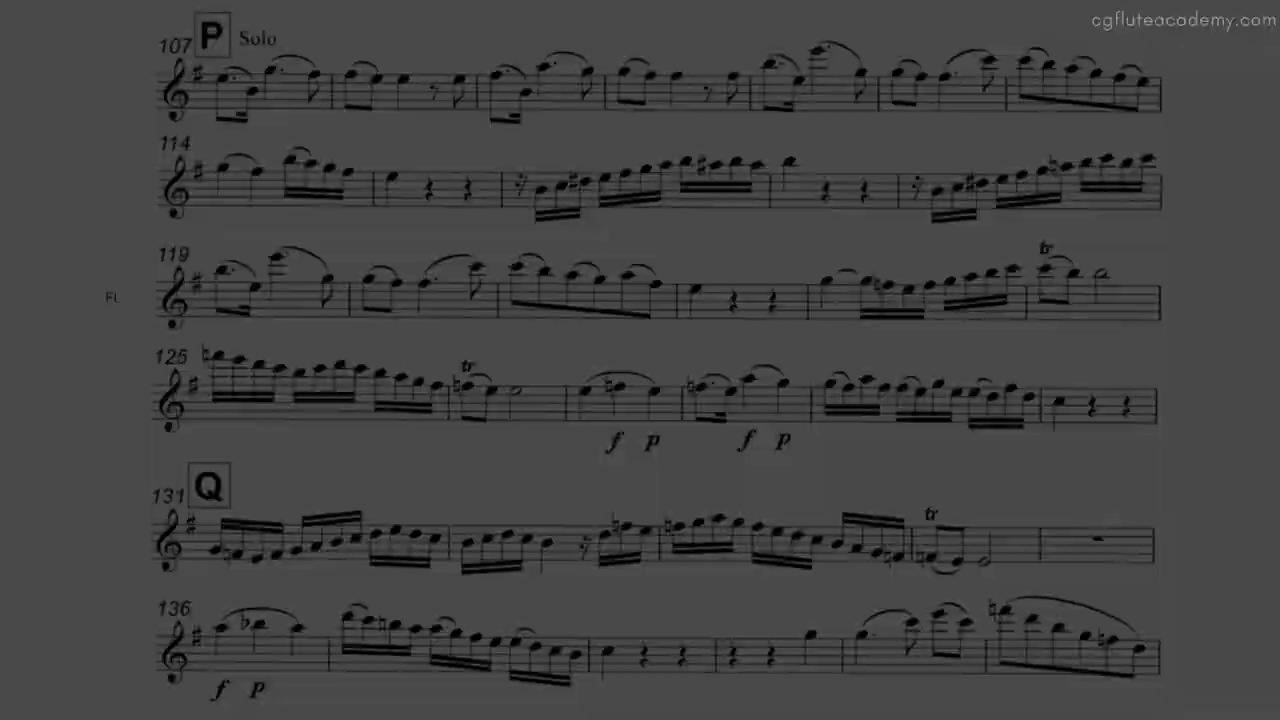 cgfluteacademy.com
P
107 Solo
114
119
tr
FL
125
tr
f p f p
Q
131
tr
136
f p